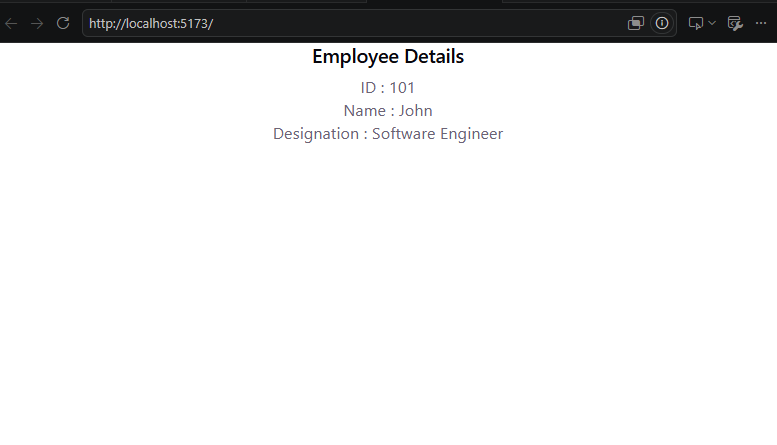 http://localhost:5173/
Employee Details
ID : 101
Name : John
Designation : Software Engineer